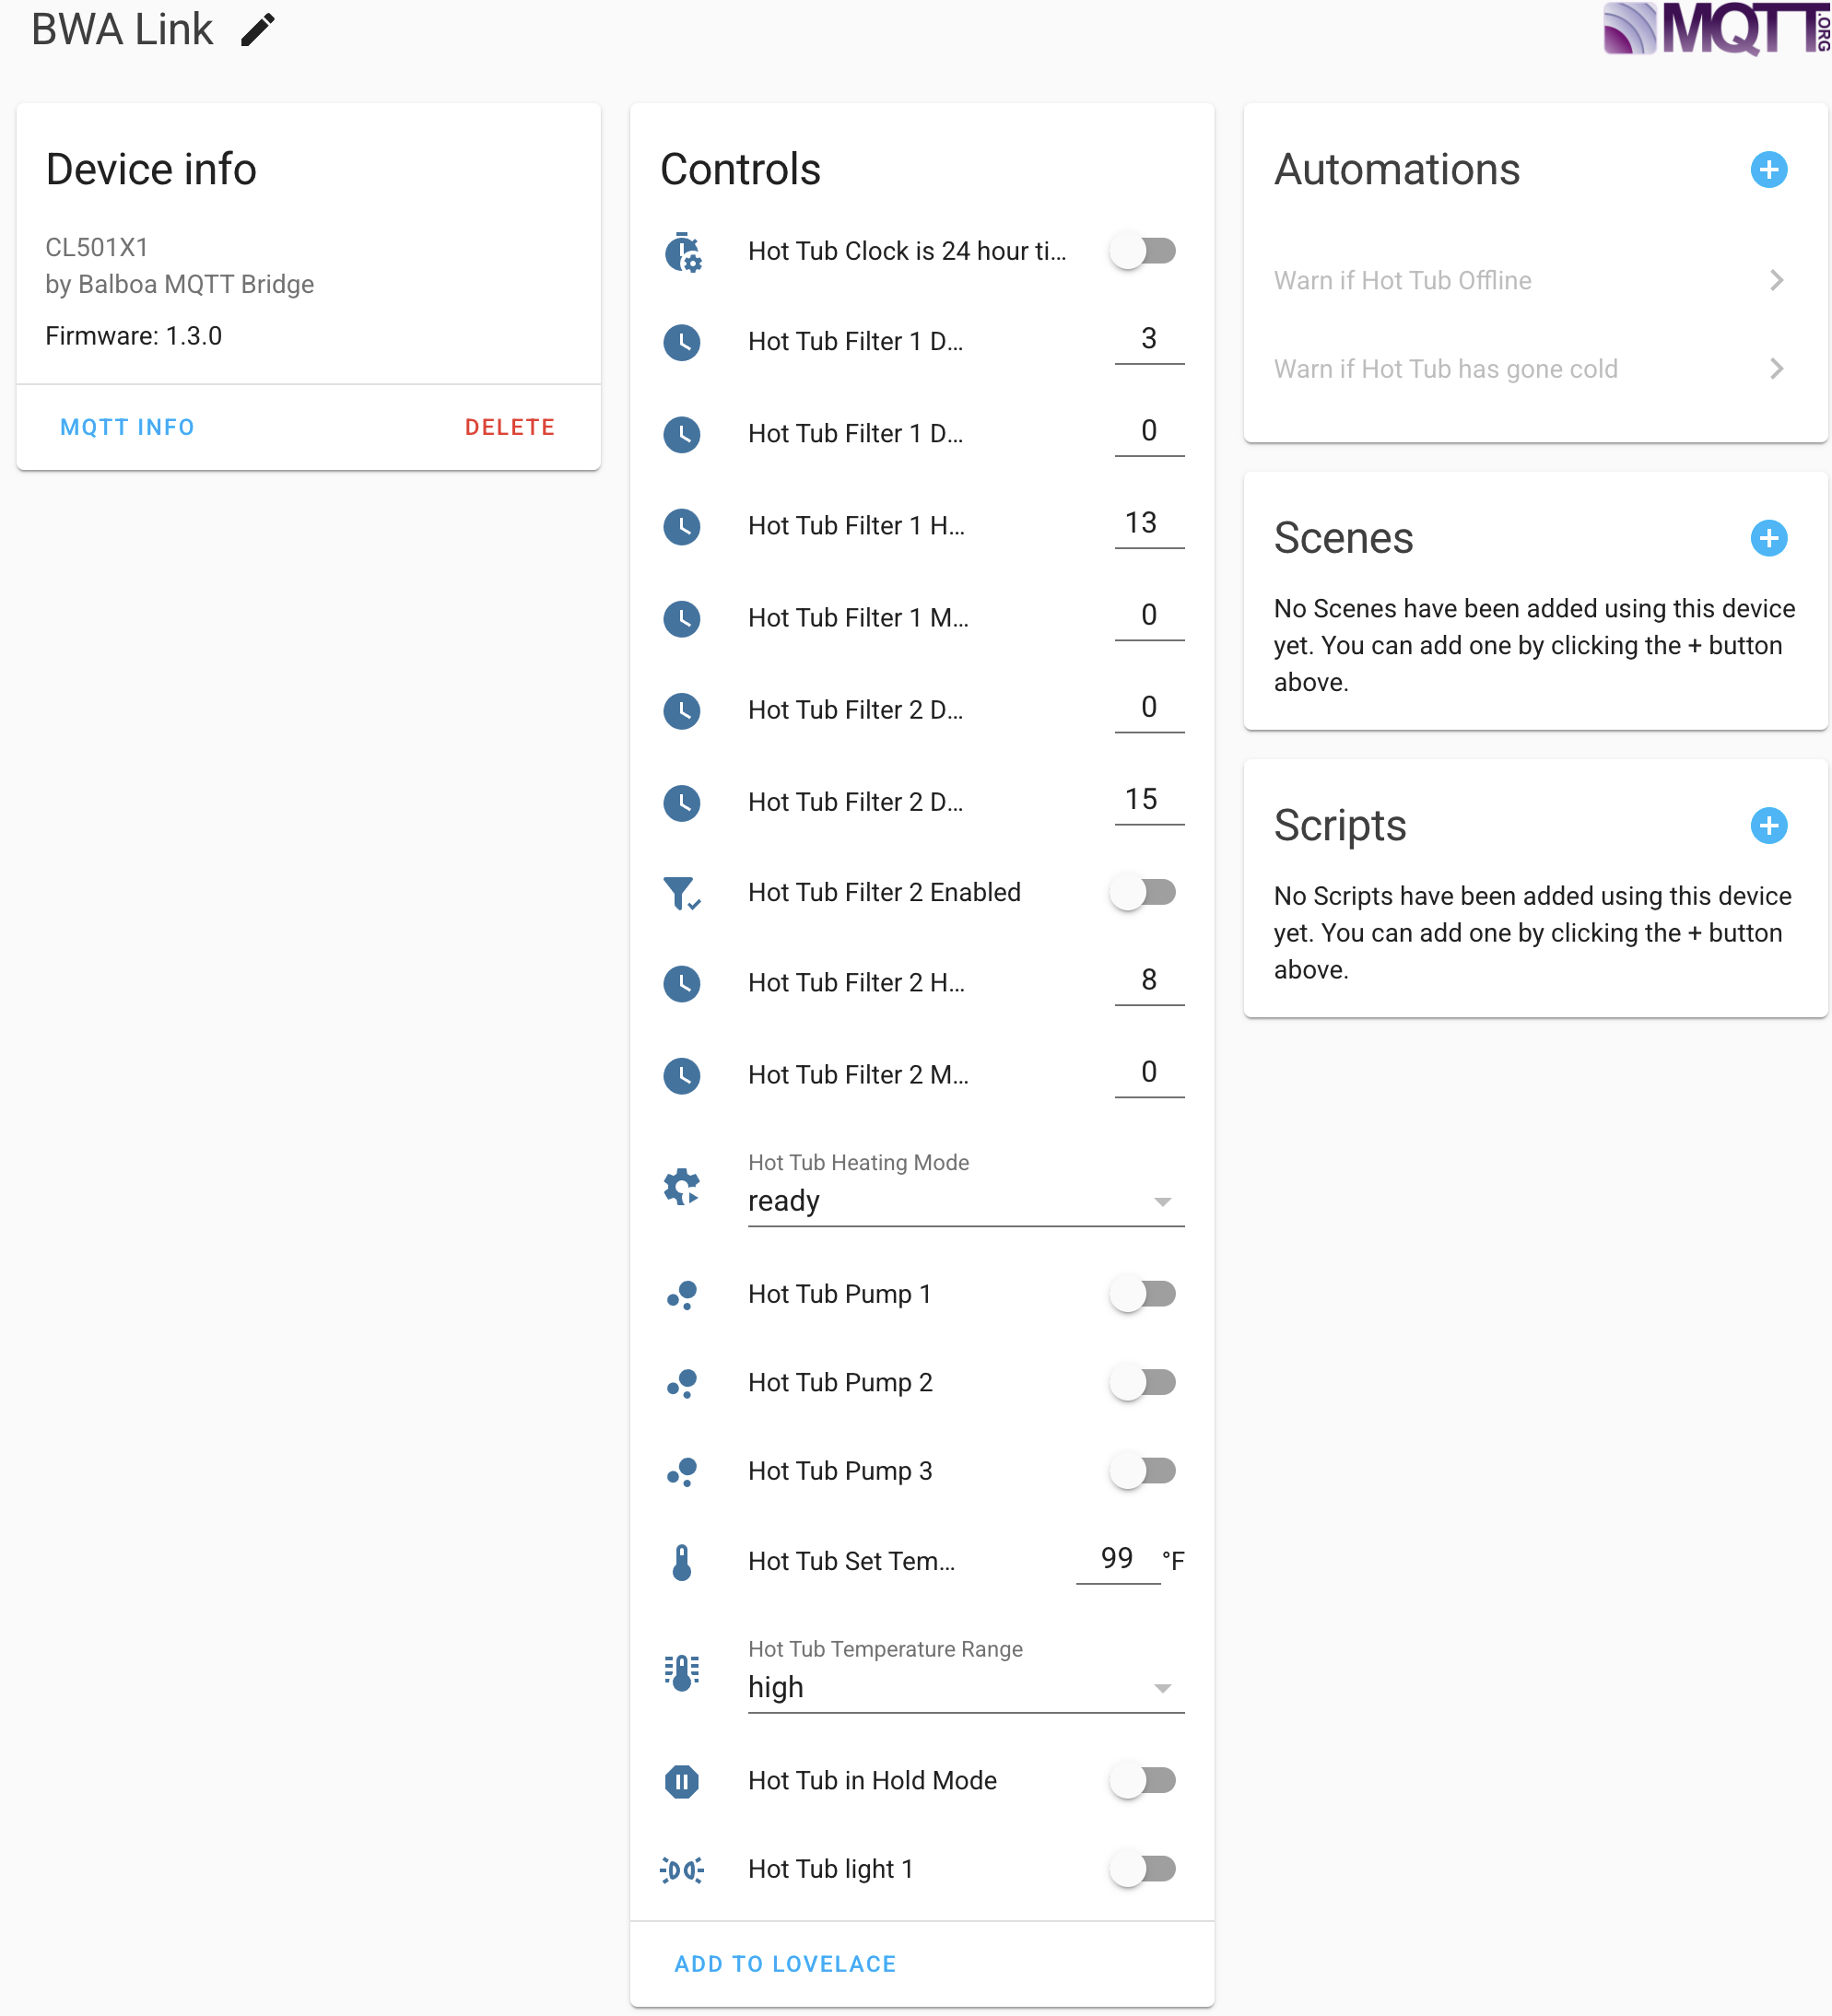 BWA Link
MQTT.ORG
Device info
CL501X1
by Balboa MQTT Bridge
Firmware: 1.3.0
MQTT INFO
DELETE
Controls
Hot Tub Clock is 24 hour ti...
Hot Tub Filter 1 D... 3
Hot Tub Filter 1 D... 0
Hot Tub Filter 1 H... 13
Hot Tub Filter 1 M... 0
Hot Tub Filter 2 D... 0
Hot Tub Filter 2 D... 15
Hot Tub Filter 2 Enabled
Hot Tub Filter 2 H... 8
Hot Tub Filter 2 M... 0
Hot Tub Heating Mode
ready
Hot Tub Pump 1
Hot Tub Pump 2
Hot Tub Pump 3
Hot Tub Set Tem... 99 °F
Hot Tub Temperature Range
high
Hot Tub in Hold Mode
Hot Tub light 1
ADD TO LOVELACE
Automations
Warn if Hot Tub Offline
Warn if Hot Tub has gone cold
Scenes
No Scenes have been added using this device
yet. You can add one by clicking the + button
above.
Scripts
No Scripts have been added using this device
yet. You can add one by clicking the + button
above.